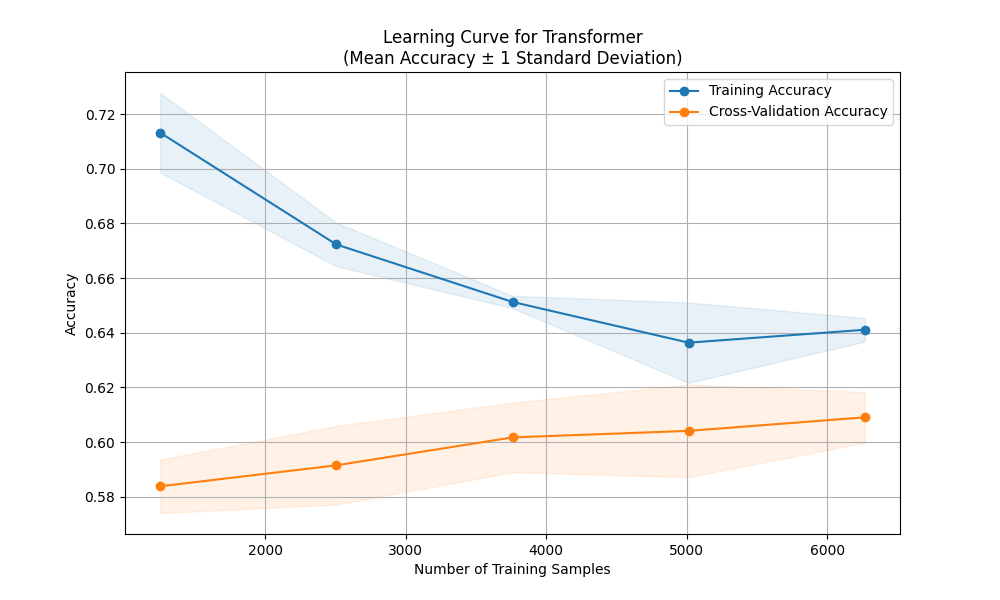 Learning Curve for Transformer
(Mean Accuracy ± 1 Standard Deviation)
Training Accuracy
Cross-Validation Accuracy
Accuracy
0.72
0.70
0.68
0.66
0.64
0.62
0.60
0.58
2000 3000 4000 5000 6000
Number of Training Samples